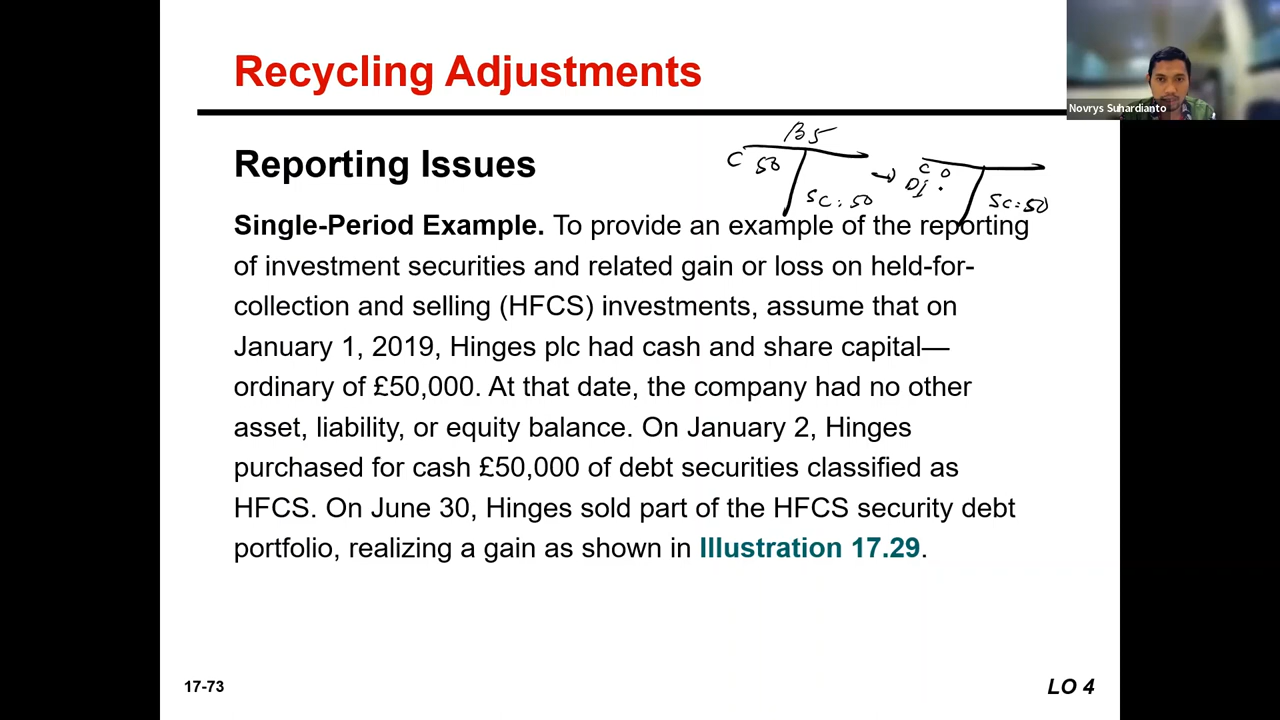 Recycling Adjustments
Novrys Suhardianto
BS
C 50
SC: 50
C 0
DI
SC: 50
Reporting Issues
Single-Period Example. To provide an example of the reporting
of investment securities and related gain or loss on held-for-
collection and selling (HFCS) investments, assume that on
January 1, 2019, Hinges plc had cash and share capital—
ordinary of £50,000. At that date, the company had no other
asset, liability, or equity balance. On January 2, Hinges
purchased for cash £50,000 of debt securities classified as
HFCS. On June 30, Hinges sold part of the HFCS security debt
portfolio, realizing a gain as shown in Illustration 17.29.
17-73
LO 4